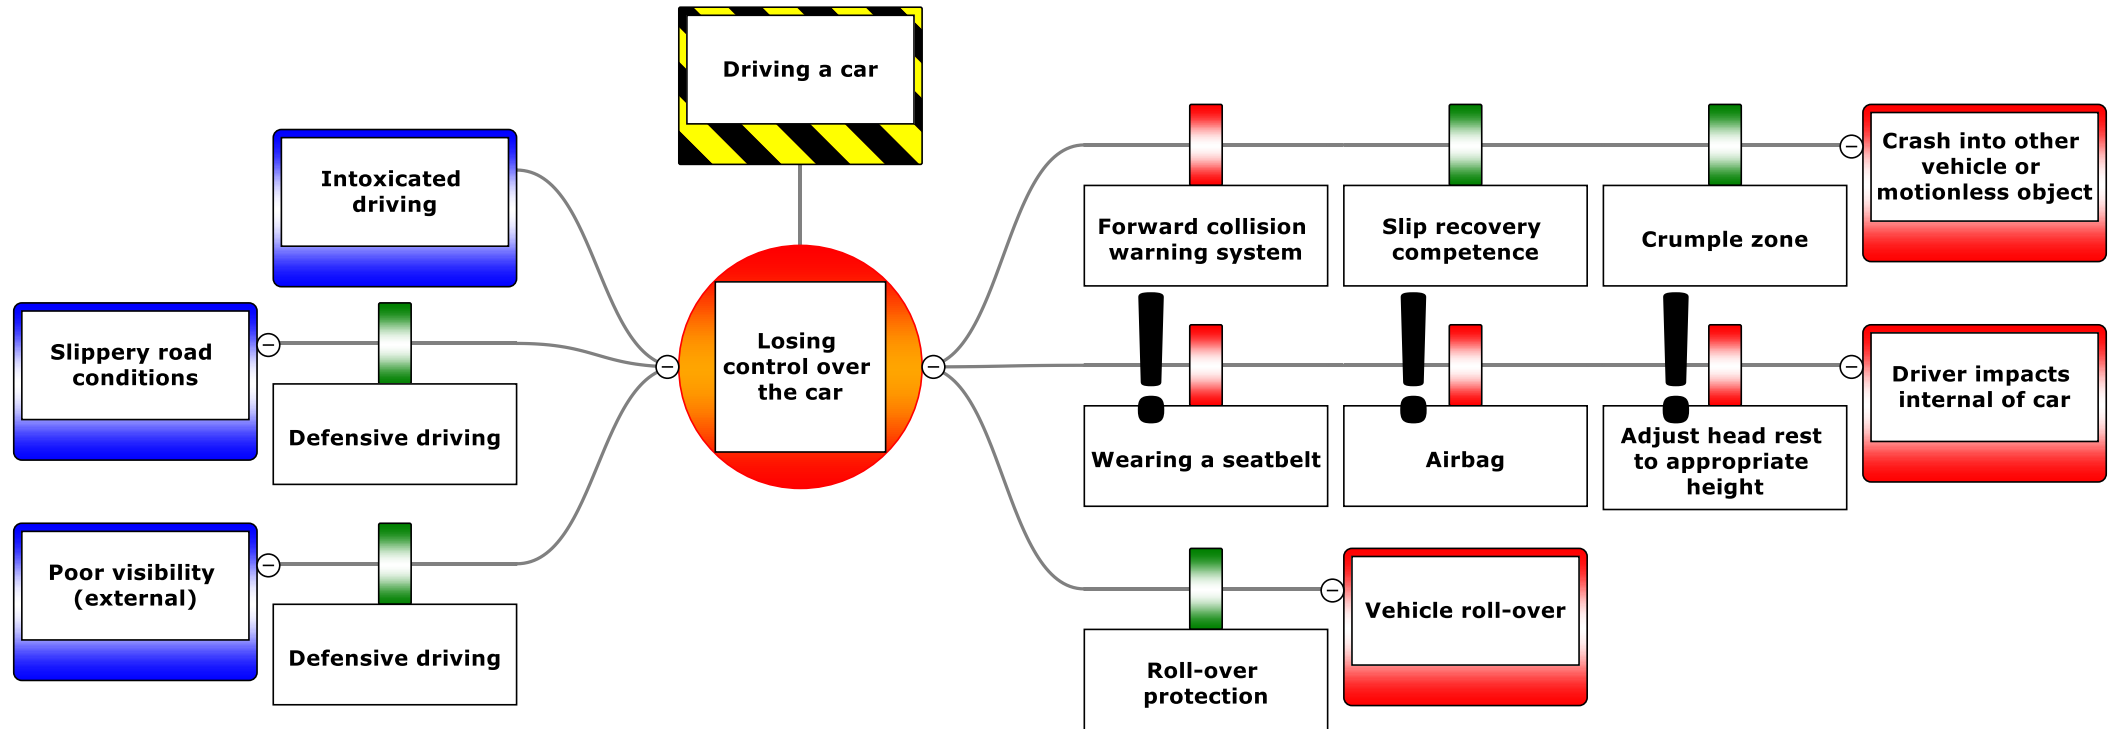 Driving a car
Intoxicated
driving
Slippery road
conditions
Defensive driving
Poor visibility
(external)
Defensive driving
Losing
control over
the car
Forward collision
warning system
Slip recovery
competence
Crumple zone
Crash into other
vehicle or
motionless object
Wearing a seatbelt
Airbag
Adjust head rest
to appropriate
height
Driver impacts
internal of car
Roll-over
protection
Vehicle roll-over